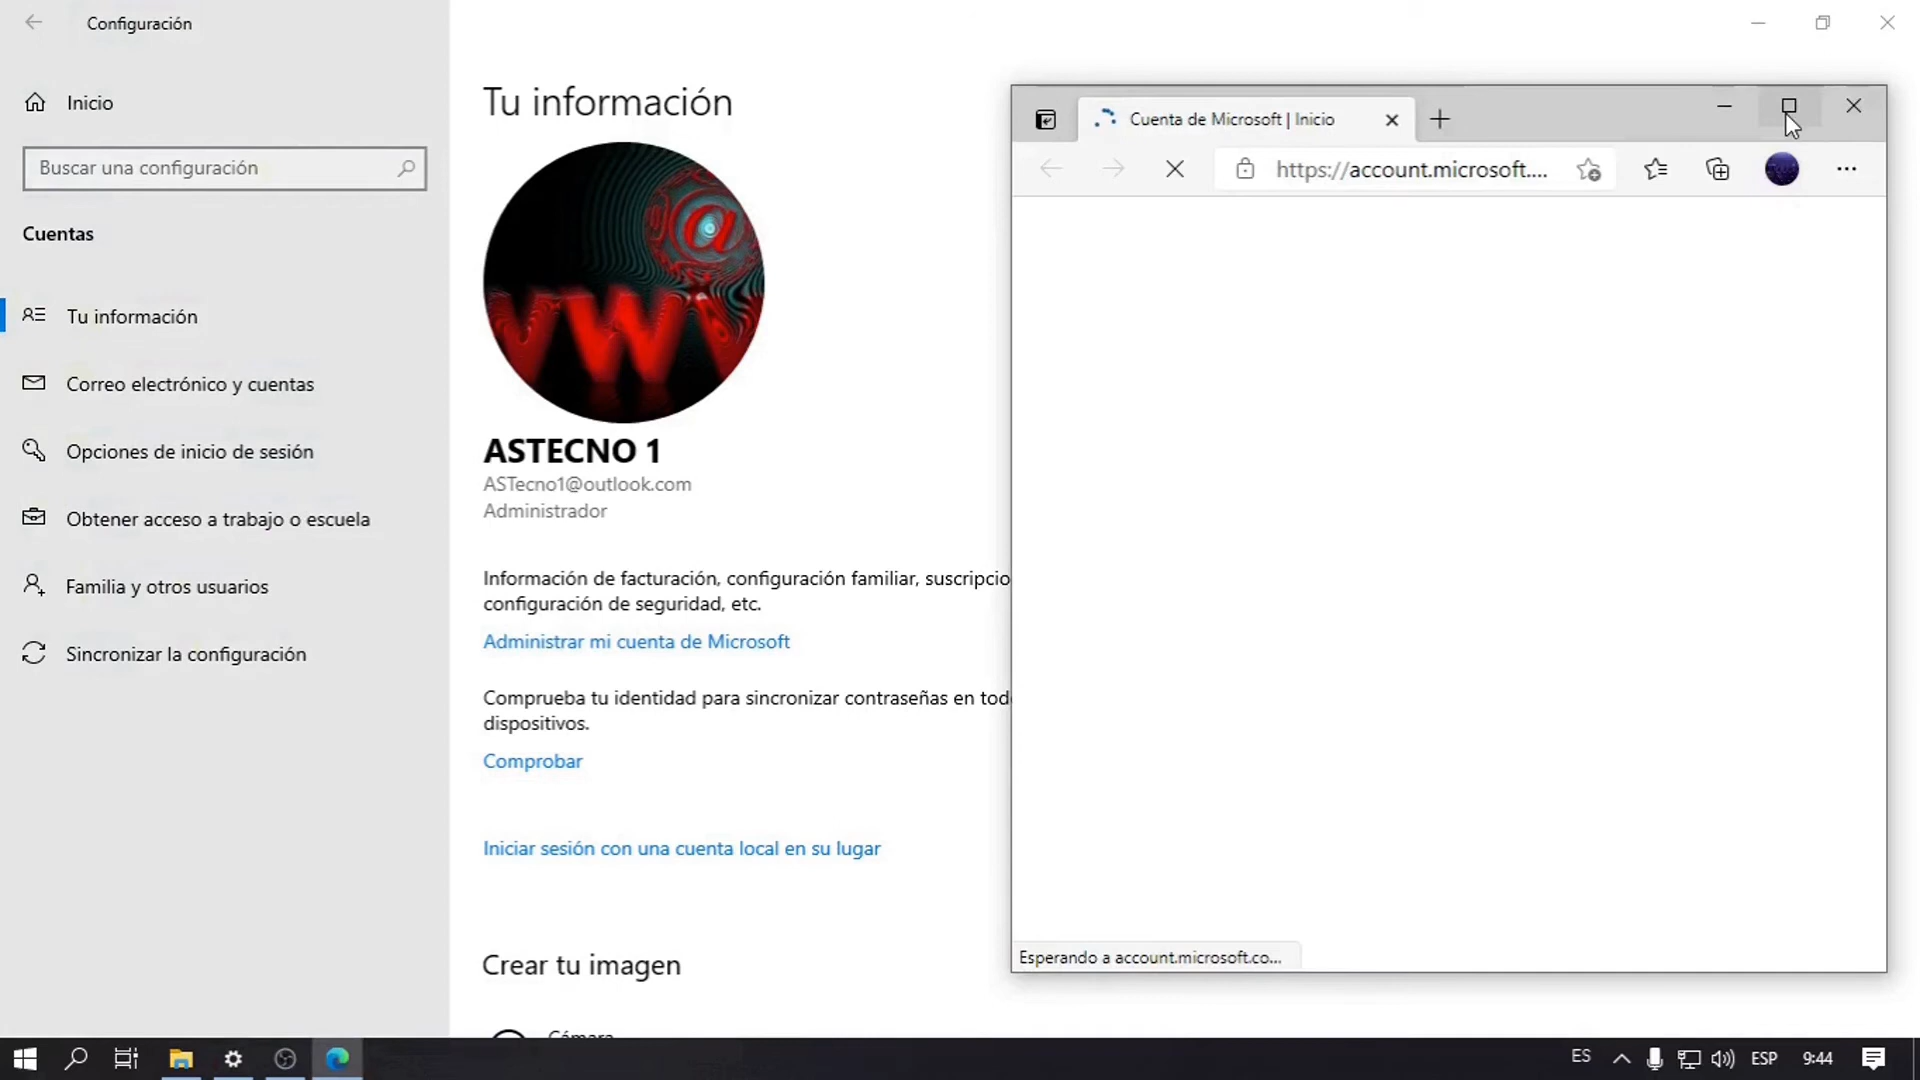 Configuración
Inicio
Buscar una configuración
Cuentas
Tu información
Correo electrónico y cuentas
Opciones de inicio de sesión
Obtener acceso a trabajo o escuela
Familia y otros usuarios
Sincronizar la configuración
Tu información
ASTECNO 1
ASTecno1@outlook.com
Administrador
Información de facturación, configuración familiar, suscripcio
configuración de seguridad, etc.
Administrar mi cuenta de Microsoft
Comprueba tu identidad para sincronizar contraseñas en tod
dispositivos.
Comprobar
Iniciar sesión con una cuenta local en su lugar
Crear tu imagen
Cámara
Cuenta de Microsoft | Inicio
https://account.microsoft....
Esperando a account.microsoft.co...
ES
ESP
9:44